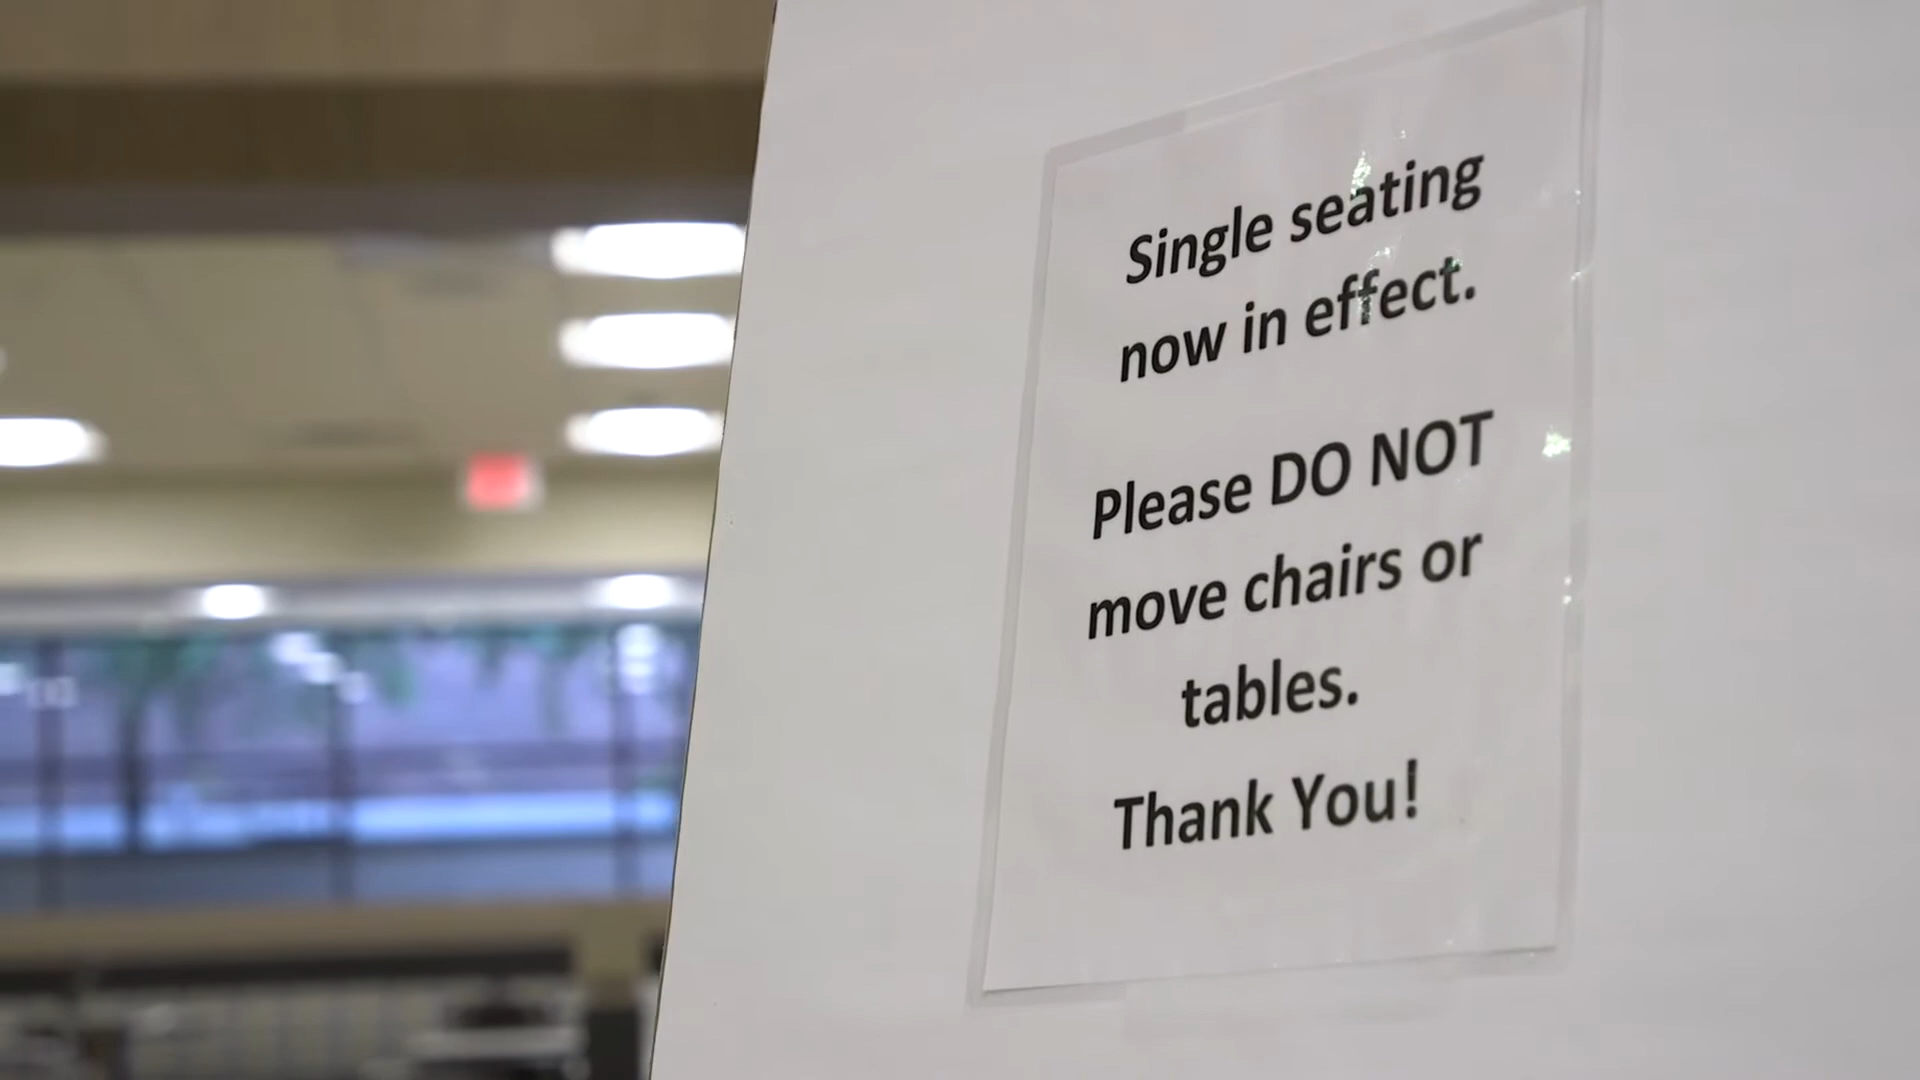 Single seating
now in effect.
Please DO NOT
move chairs or
tables.
Thank You!